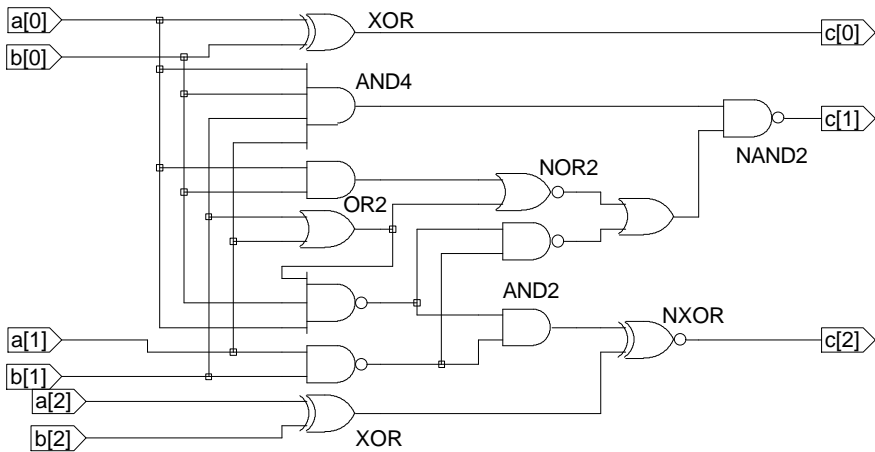 a[0]
XOR
c[0]
b[0]
AND4
c[1]
NAND2
NOR2
OR2
AND2
NXOR
a[1]
c[2]
b[1]
a[2]
b[2]
XOR